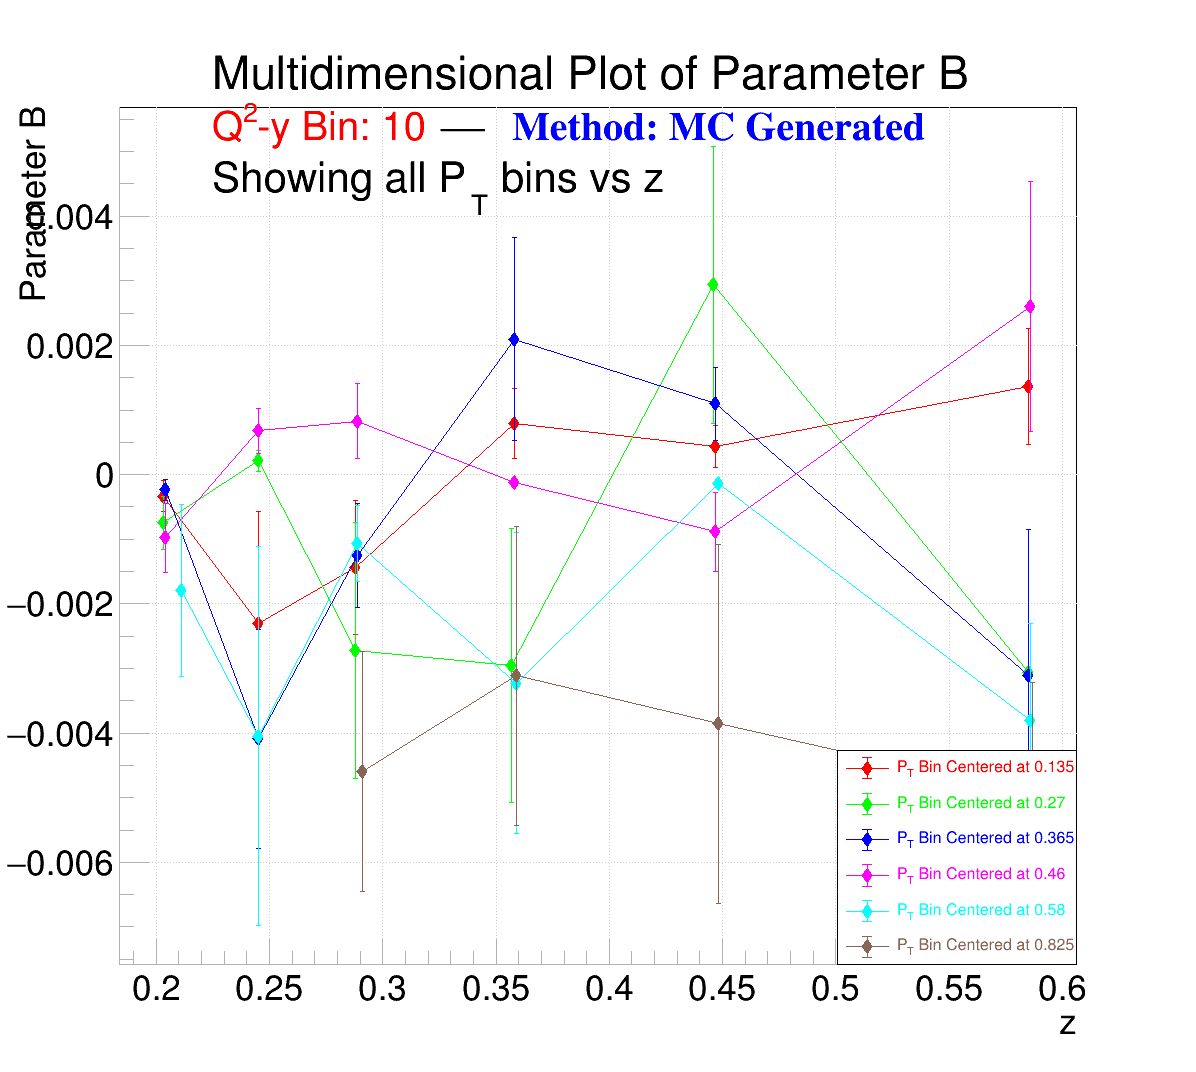 Multidimensional Plot of Parameter B
Q²-y Bin: 10 — Method: MC Generated
Showing all P_T bins vs z
Parameter B
0.004
0.002
0
−0.002
−0.004
−0.006
P_T Bin Centered at 0.135
P_T Bin Centered at 0.27
P_T Bin Centered at 0.365
P_T Bin Centered at 0.46
P_T Bin Centered at 0.58
P_T Bin Centered at 0.825
0.2 0.25 0.3 0.35 0.4 0.45 0.5 0.55 0.6
z